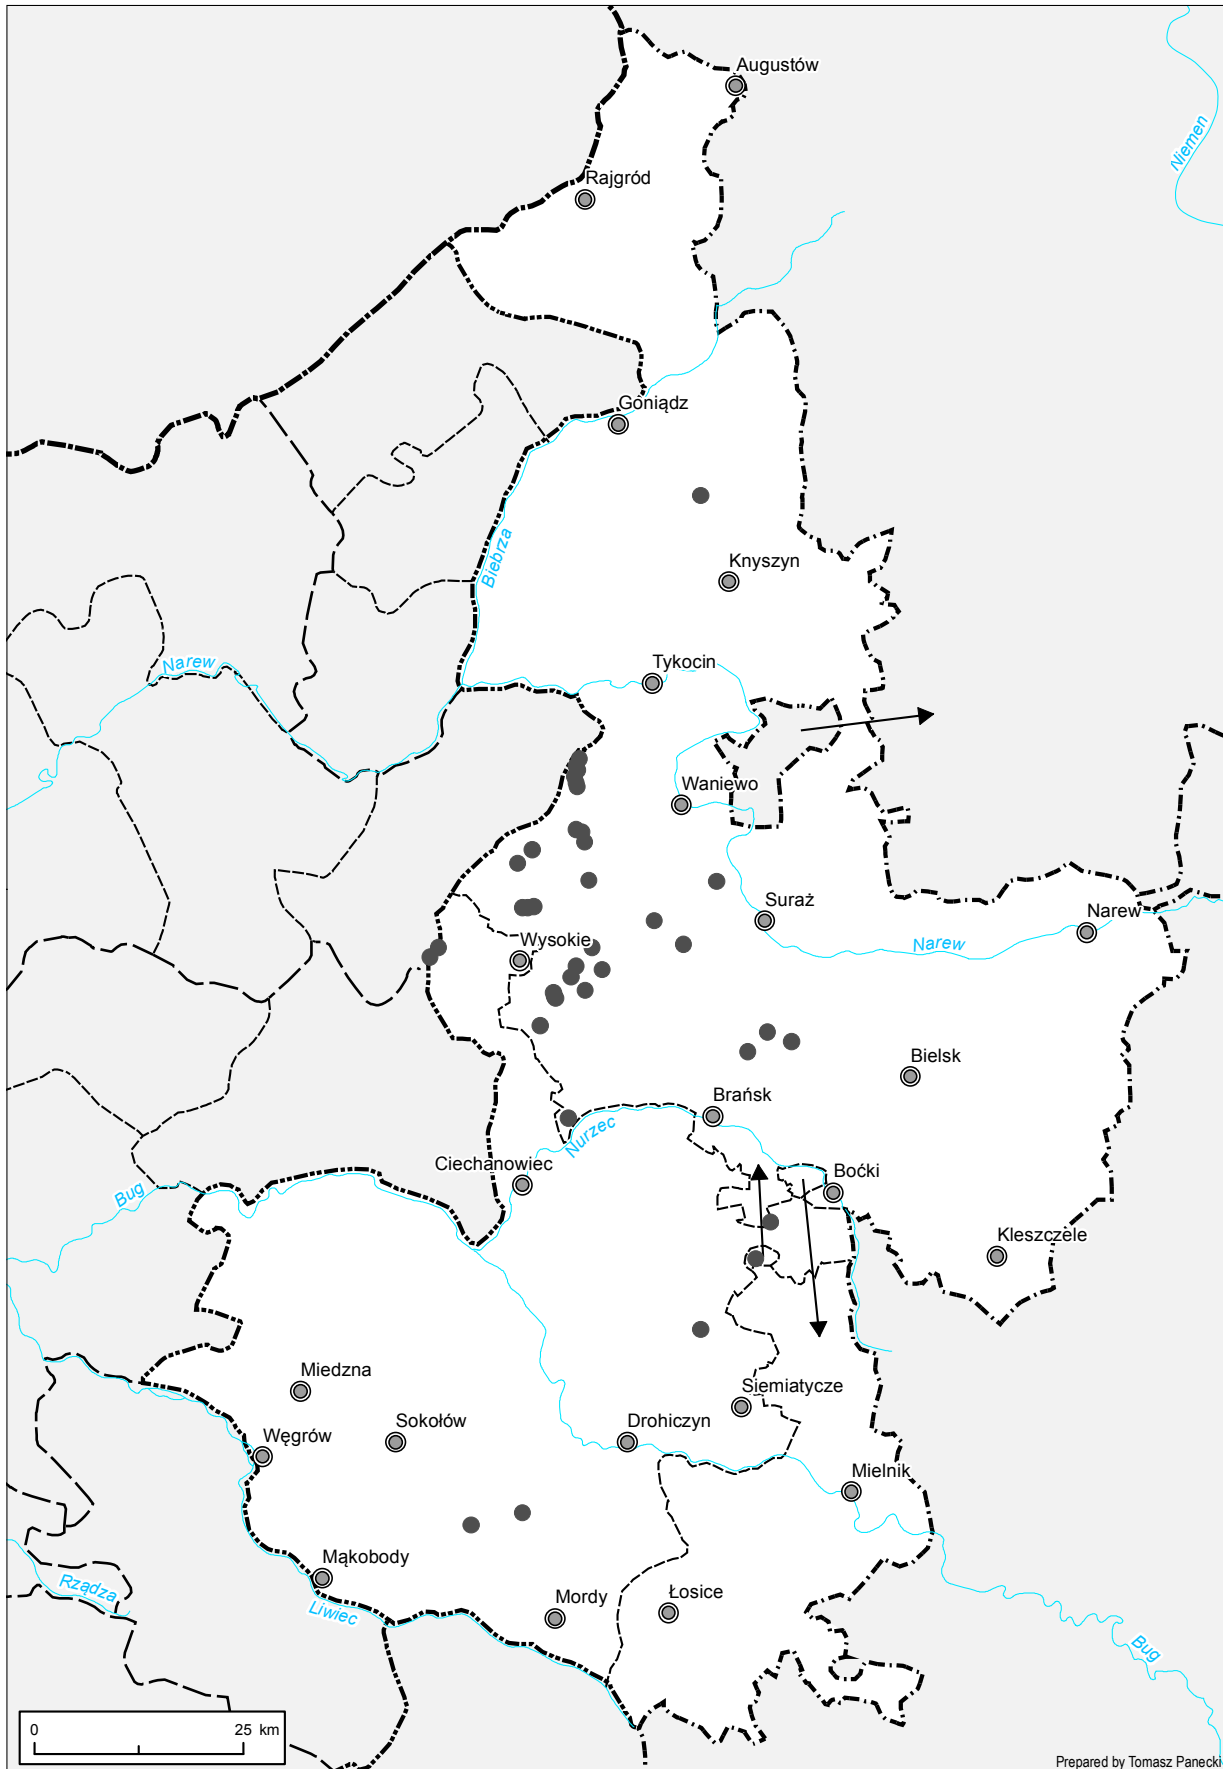 Augustów
Niemen
Rajgród
Goniądz
Biebrza
Knyszyn
Narew
Tykocin
Waniewo
Suraż
Narew
Narew
Wysokie
Bielsk
Brańsk
Nurzec
Ciechanowiec
Boćki
Bug
Kleszczele
Miedzna
Siemiatycze
Sokołów
Drohiczyn
Węgrów
Mielnik
Mąkobody
Rządza
Liwiec
Mordy
Łosice
Bug
0 25 km
Prepared by Tomasz Panecki